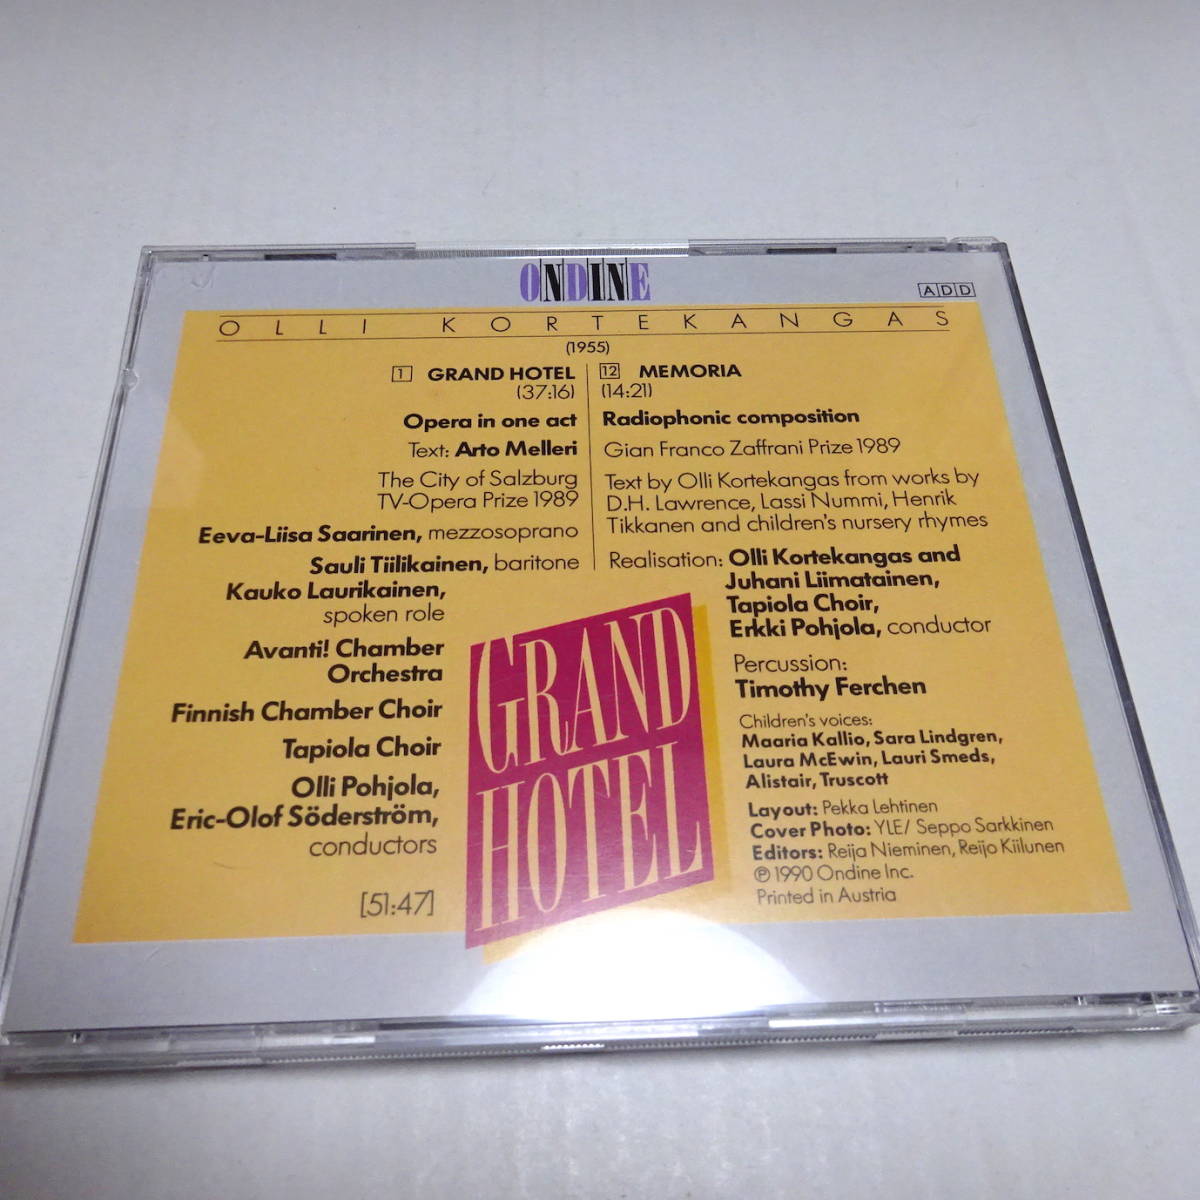 ONDINE
ADD
OLLI KORTEKANGAS
(1955)
1 GRAND HOTEL
(37:16)
Opera in one act
Text: Arto Melleri
The City of Salzburg
TV-Opera Prize 1989
Eeva-Liisa Saarinen, mezzosoprano
Sauli Tiilikainen, baritone
Kauko Laurikainen,
spoken role
Avanti! Chamber
Orchestra
Finnish Chamber Choir
Tapiola Choir
Olli Pohjola,
Eric-Olof Söderström,
conductors
[51:47]
12 MEMORIA
(14:21)
Radiophonic composition
Gian Franco Zaffrani Prize 1989
Text by Olli Kortekangas from works by
D.H. Lawrence, Lassi Nummi, Henrik
Tikkanen and children's nursery rhymes
Realisation: Olli Kortekangas and
Juhani Liimatainen,
Tapiola Choir,
Erkki Pohjola, conductor
Percussion:
Timothy Ferchen
Children's voices:
Maaria Kallio, Sara Lindgren,
Laura McEwin, Lauri Smeds,
Alistair, Truscott
Layout: Pekka Lehtinen
Cover Photo: YLE/ Seppo Sarkkinen
Editors: Reija Nieminen, Reijo Kiilunen
℗ 1990 Ondine Inc.
Printed in Austria
GRAND
HOTEL